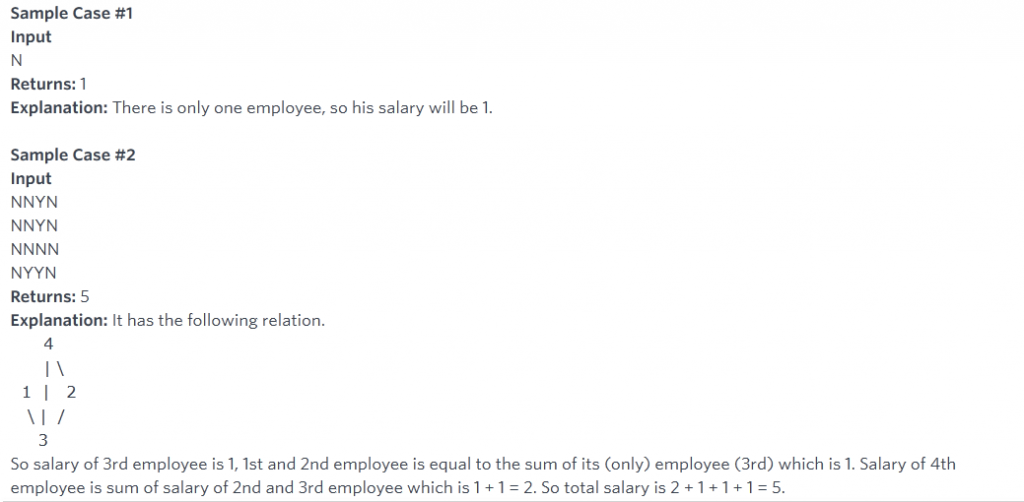 Sample Case #1
Input
N
Returns: 1
Explanation: There is only one employee, so his salary will be 1.
Sample Case #2
Input
NNYN
NNYN
NNNN
NYYN
Returns: 5
Explanation: It has the following relation.
4
| \
1 | 2
\ | /
3
So salary of 3rd employee is 1, 1st and 2nd employee is equal to the sum of its (only) employee (3rd) which is 1. Salary of 4th
employee is sum of salary of 2nd and 3rd employee which is 1 + 1 = 2. So total salary is 2 + 1 + 1 + 1 = 5.